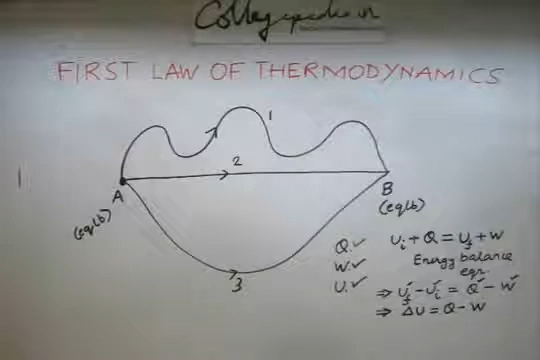 FIRST LAW OF THERMODYNAMICS
1
2
A
B
(eqlb)
(eqlb)
3
Q ✓
W ✓
U ✓
Ui + Q = Uf + W
Energy balance
eqn.
⇒ Uf - Ui = Q - W
⇒ ΔU = Q - W